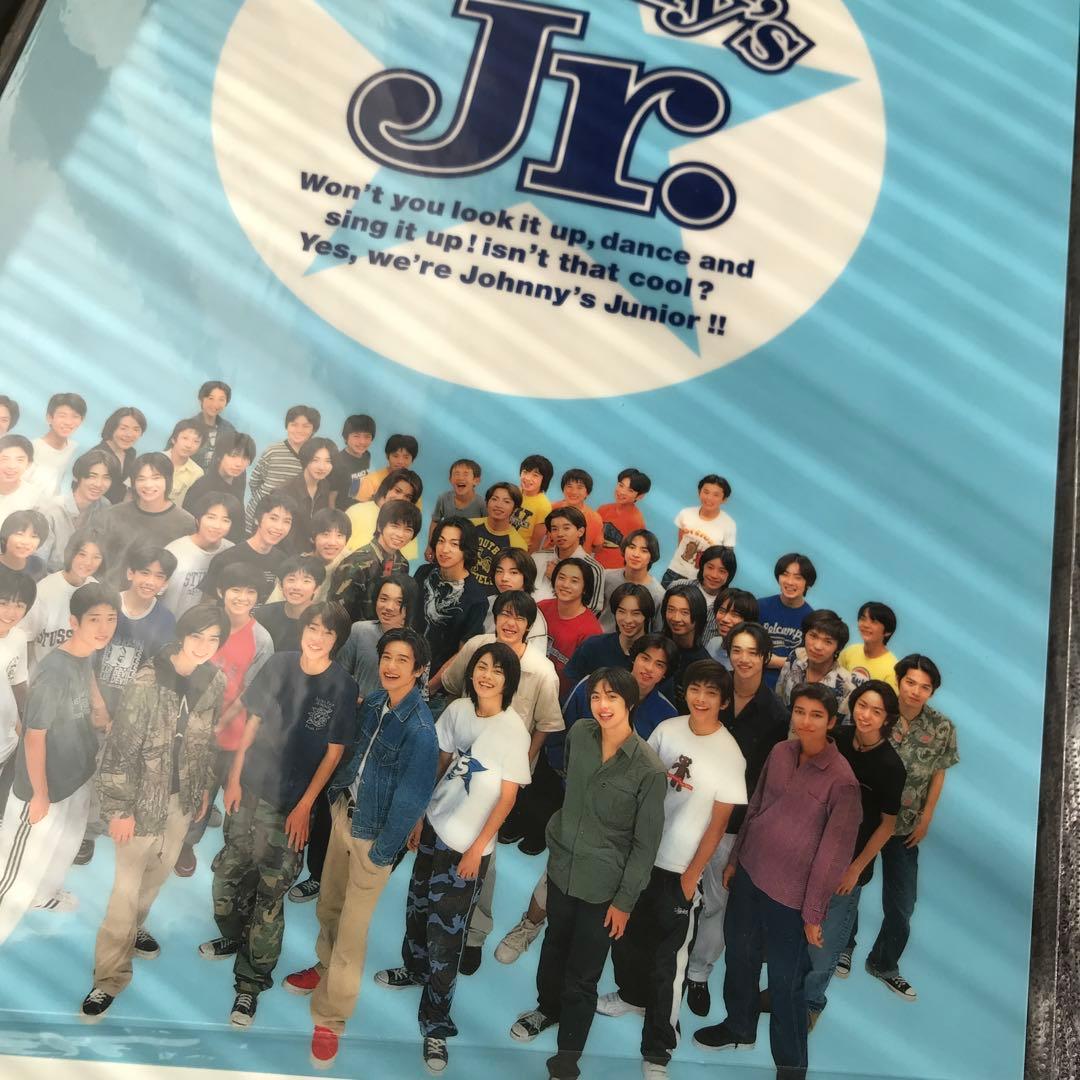 y's
Jr.
Won't you look it up, dance and
sing it up! isn't that cool?
Yes, we're Johnny's Junior!!